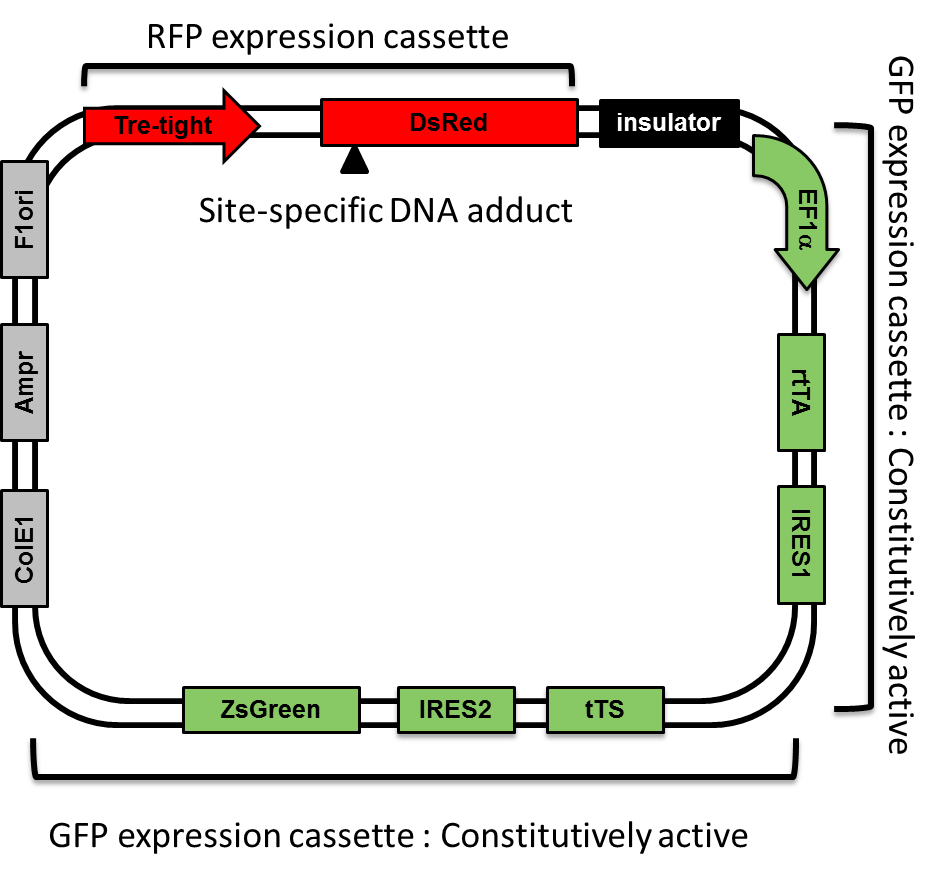 RFP expression cassette
Tre-tight
DsRed
insulator
Site-specific DNA adduct
EF1α
GFP expression cassette : Constitutively active
F1ori
rtTA
Ampr
IRES1
ColE1
ZsGreen
IRES2
tTS
GFP expression cassette : Constitutively active